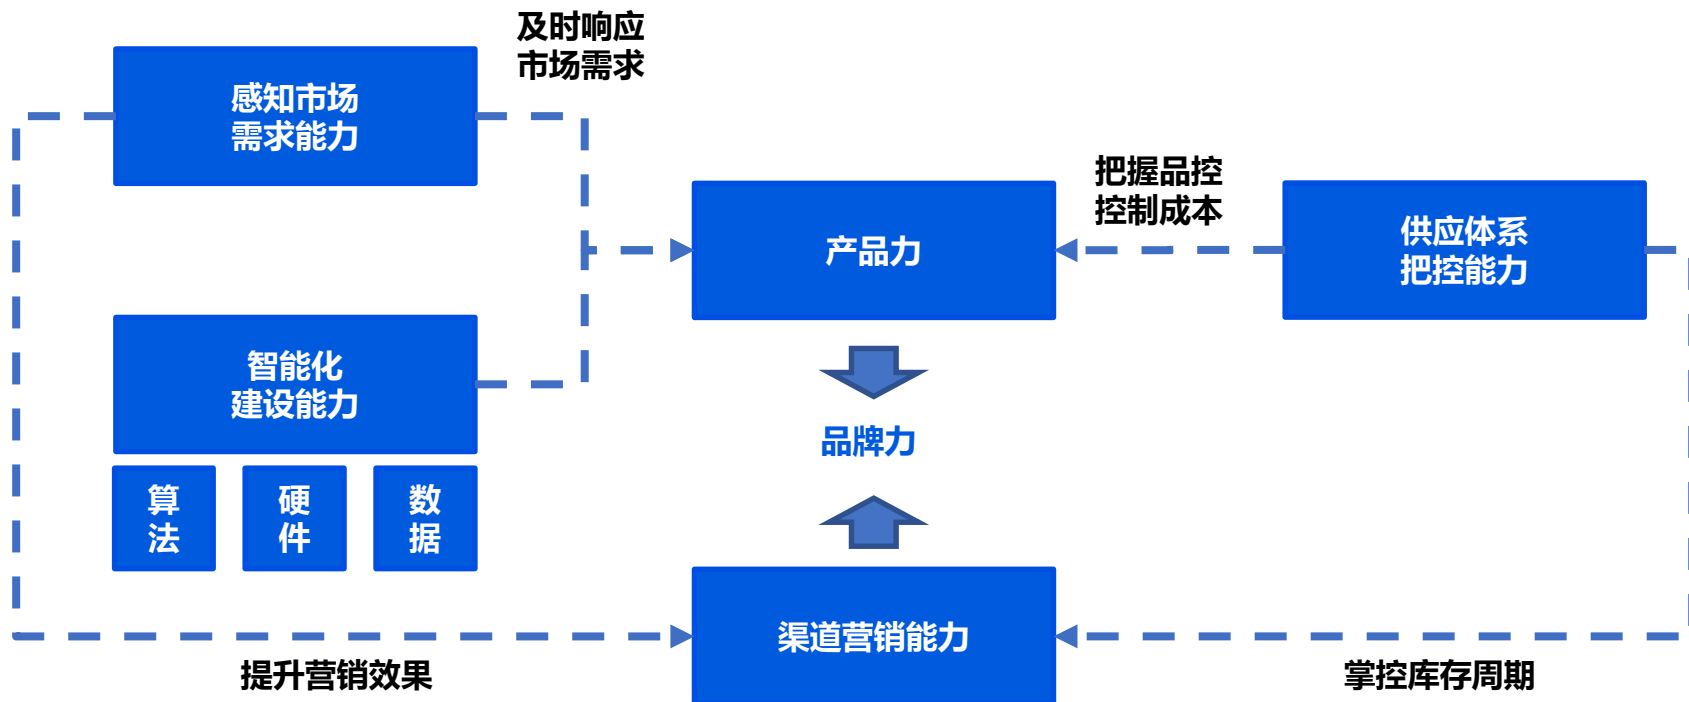 及时响应
市场需求
感知市场
需求能力
把握品控
控制成本
产品力
供应体系
把控能力
智能化
建设能力
品牌力
算
法
硬
件
数
据
渠道营销能力
提升营销效果
掌控库存周期